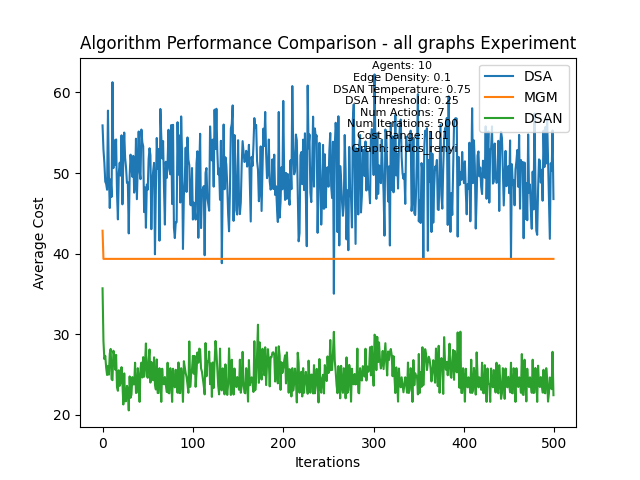 Algorithm Performance Comparison - all graphs Experiment
Agents: 10
Edge Density: 0.1
DSAN Temperature: 0.75
DSA Threshold: 0.25
Num Actions: 7
Num Iterations: 500
Cost Range: 101
Graph: erdos_renyi
DSA
MGM
DSAN
Average Cost
60
50
40
30
20
0
100
200
300
400
500
Iterations